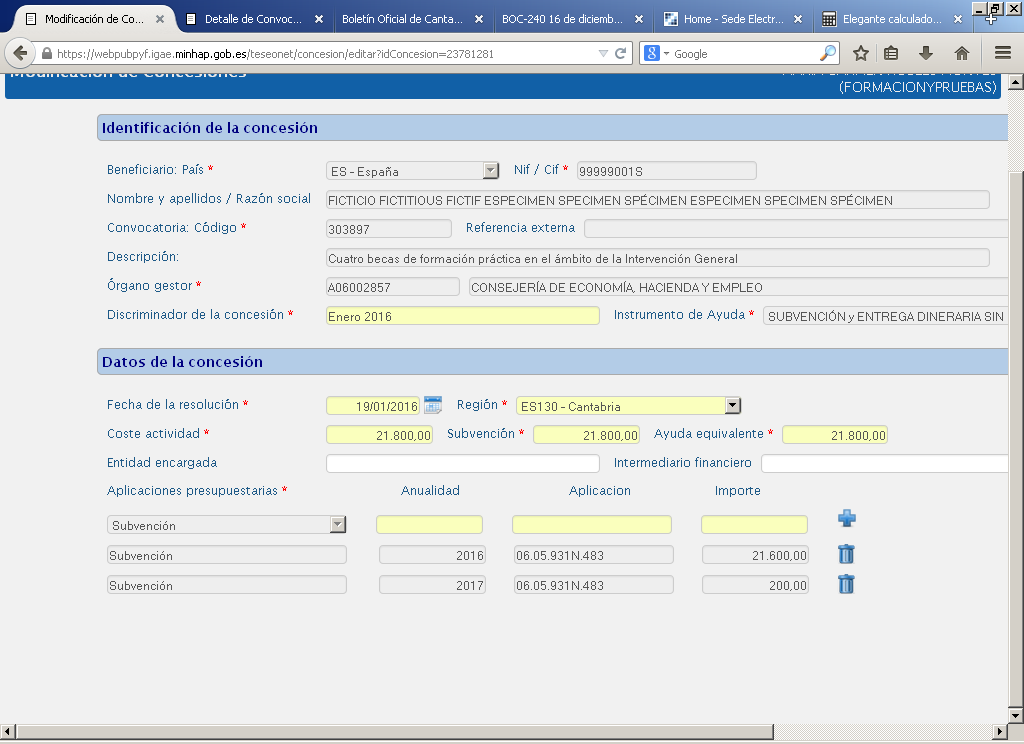 Modificación de Co... Detalle de Convoc... Boletín Oficial de Canta... BOC-240 16 de diciemb... Home - Sede Electr... Elegante calculado...
https://webpubpyf.igae.minhap.gob.es/teseonet/concesion/editar?idConcesion=23781281 Google
Modificación de Concesiones
(FORMACIONYPRUEBAS)
Identificación de la concesión
Beneficiario: País * ES - España Nif / Cif * 99999001S
Nombre y apellidos / Razón social FICTICIO FICTITIOUS FICTIF ESPECIMEN SPECIMEN SPÉCIMEN ESPECIMEN SPECIMEN SPÉCIMEN
Convocatoria: Código * 303897 Referencia externa
Descripción: Cuatro becas de formación práctica en el ámbito de la Intervención General
Órgano gestor * A06002857 CONSEJERÍA DE ECONOMÍA, HACIENDA Y EMPLEO
Discriminador de la concesión * Enero 2016 Instrumento de Ayuda * SUBVENCIÓN y ENTREGA DINERARIA SIN
Datos de la concesión
Fecha de la resolución * 19/01/2016 Región * ES130 - Cantabria
Coste actividad * 21.800,00 Subvención * 21.800,00 Ayuda equivalente * 21.800,00
Entidad encargada Intermediario financiero
Aplicaciones presupuestarias * Anualidad Aplicacion Importe
Subvención
Subvención 2016 06.05.931N.483 21.600,00
Subvención 2017 06.05.931N.483 200,00